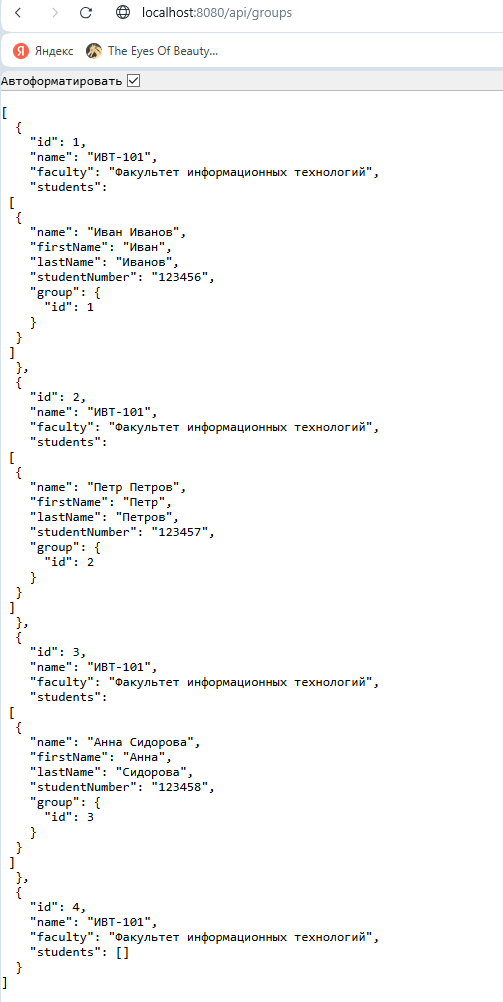 localhost:8080/api/groups
Я Яндекс The Eyes Of Beauty...
Автоформатировать
[
  {
    "id": 1,
    "name": "ИВТ-101",
    "faculty": "Факультет информационных технологий",
    "students":
 [
  {
    "name": "Иван Иванов",
    "firstName": "Иван",
    "lastName": "Иванов",
    "studentNumber": "123456",
    "group": {
      "id": 1
    }
  }
 ]
  },
  {
    "id": 2,
    "name": "ИВТ-101",
    "faculty": "Факультет информационных технологий",
    "students":
 [
  {
    "name": "Петр Петров",
    "firstName": "Петр",
    "lastName": "Петров",
    "studentNumber": "123457",
    "group": {
      "id": 2
    }
  }
 ]
  },
  {
    "id": 3,
    "name": "ИВТ-101",
    "faculty": "Факультет информационных технологий",
    "students":
 [
  {
    "name": "Анна Сидорова",
    "firstName": "Анна",
    "lastName": "Сидорова",
    "studentNumber": "123458",
    "group": {
      "id": 3
    }
  }
 ]
  },
  {
    "id": 4,
    "name": "ИВТ-101",
    "faculty": "Факультет информационных технологий",
    "students": []
  }
]